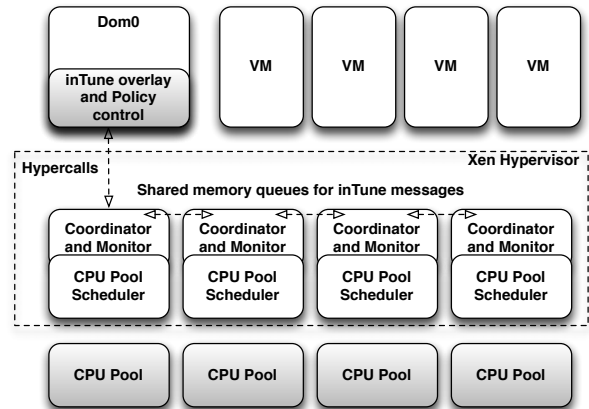 Dom0
inTune overlay
and Policy
control
VM
VM
VM
VM
Xen Hypervisor
Hypercalls
Shared memory queues for inTune messages
Coordinator
and Monitor
Coordinator
and Monitor
Coordinator
and Monitor
Coordinator
and Monitor
CPU Pool
Scheduler
CPU Pool
Scheduler
CPU Pool
Scheduler
CPU Pool
Scheduler
CPU Pool
CPU Pool
CPU Pool
CPU Pool